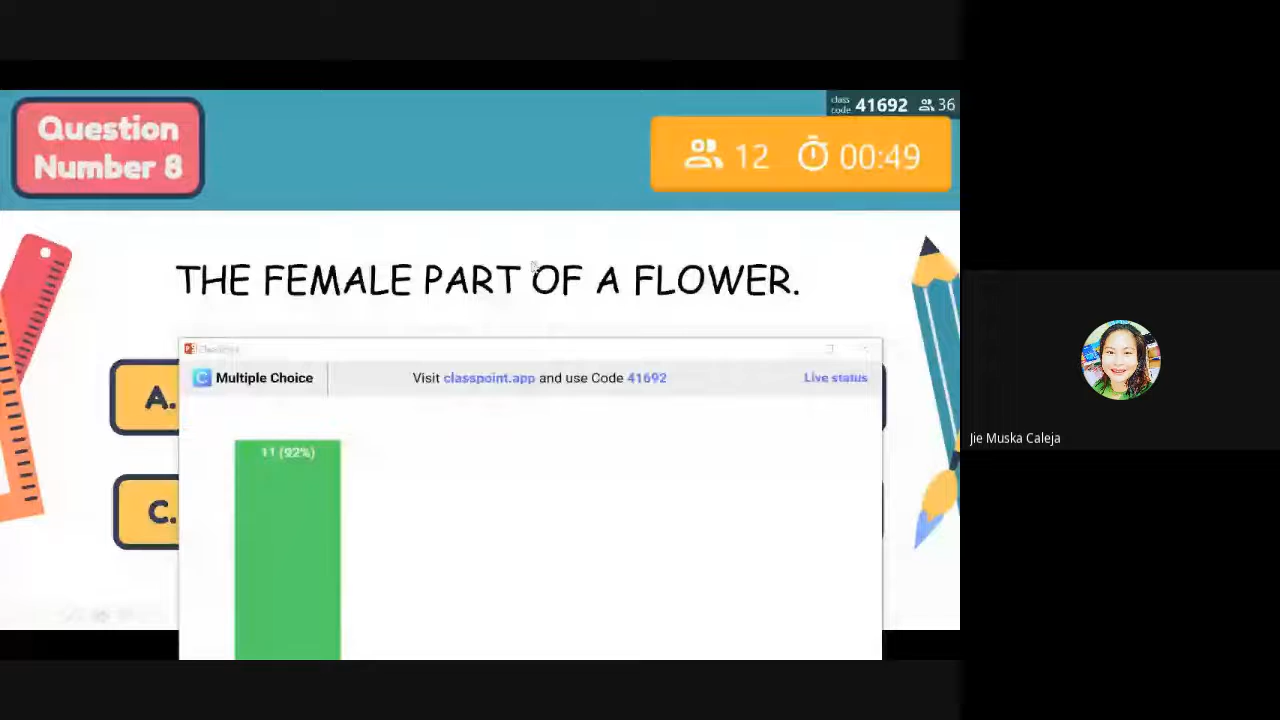 class code 41692 36
Question
Number 8
12 00:49
THE FEMALE PART OF A FLOWER.
Multiple Choice Visit classpoint.app and use Code 41692 Live status
A.
11 (92%)
C.
Jie Muska Caleja